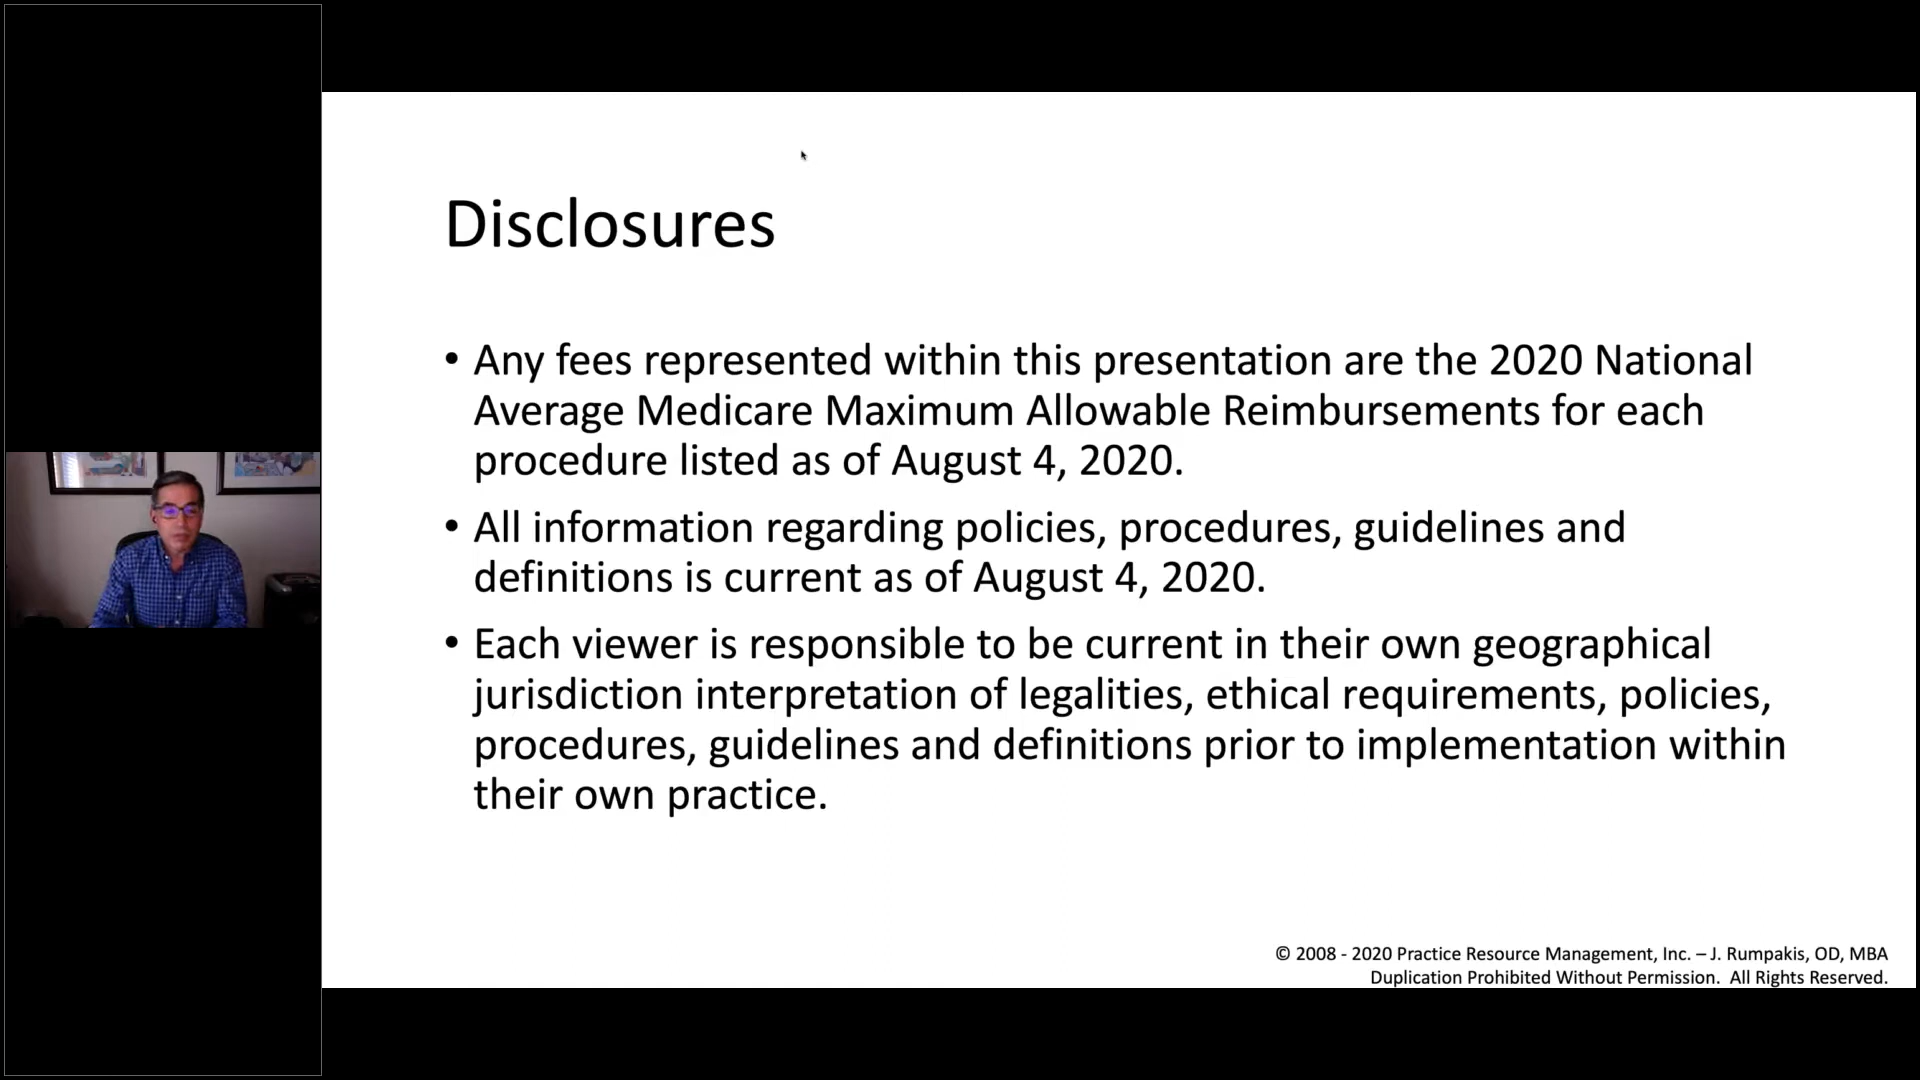 Disclosures
• Any fees represented within this presentation are the 2020 National
Average Medicare Maximum Allowable Reimbursements for each
procedure listed as of August 4, 2020.
• All information regarding policies, procedures, guidelines and
definitions is current as of August 4, 2020.
• Each viewer is responsible to be current in their own geographical
jurisdiction interpretation of legalities, ethical requirements, policies,
procedures, guidelines and definitions prior to implementation within
their own practice.
© 2008 - 2020 Practice Resource Management, Inc. – J. Rumpakis, OD, MBA
Duplication Prohibited Without Permission. All Rights Reserved.